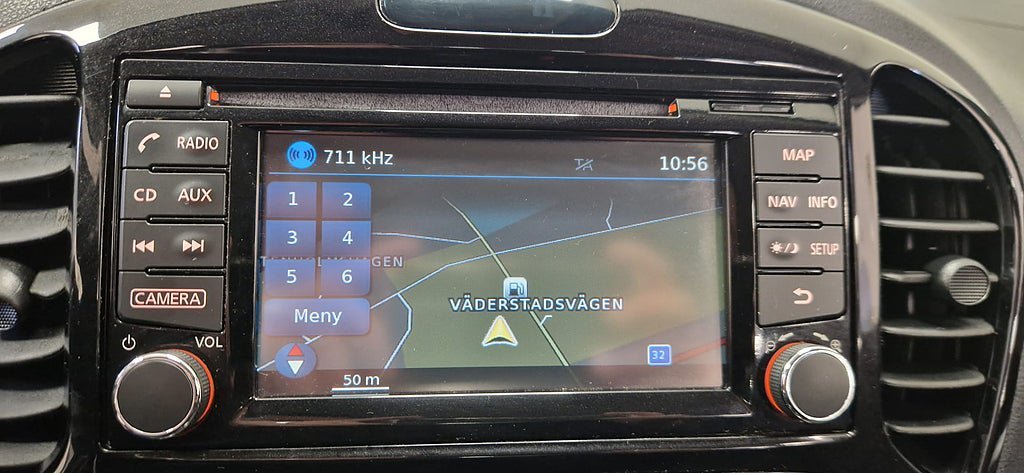 RADIO
CD AUX
CAMERA
VOL
711 kHz
TA
10:56
1 2
3 4
5 6
Meny
VÄDERSTADSVÄGEN
32
50 m
MAP
NAV INFO
SETUP